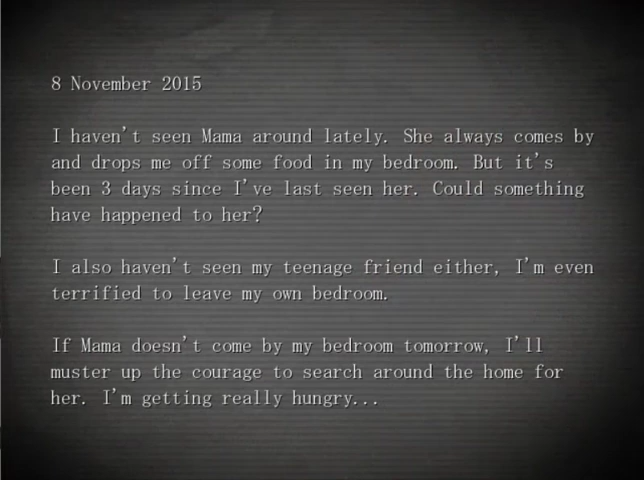 8 November 2015
I haven't seen Mama around lately. She always comes by
and drops me off some food in my bedroom. But it's
been 3 days since I've last seen her. Could something
have happened to her?
I also haven't seen my teenage friend either, I'm even
terrified to leave my own bedroom.
If Mama doesn't come by my bedroom tomorrow, I'll
muster up the courage to search around the home for
her. I'm getting really hungry...